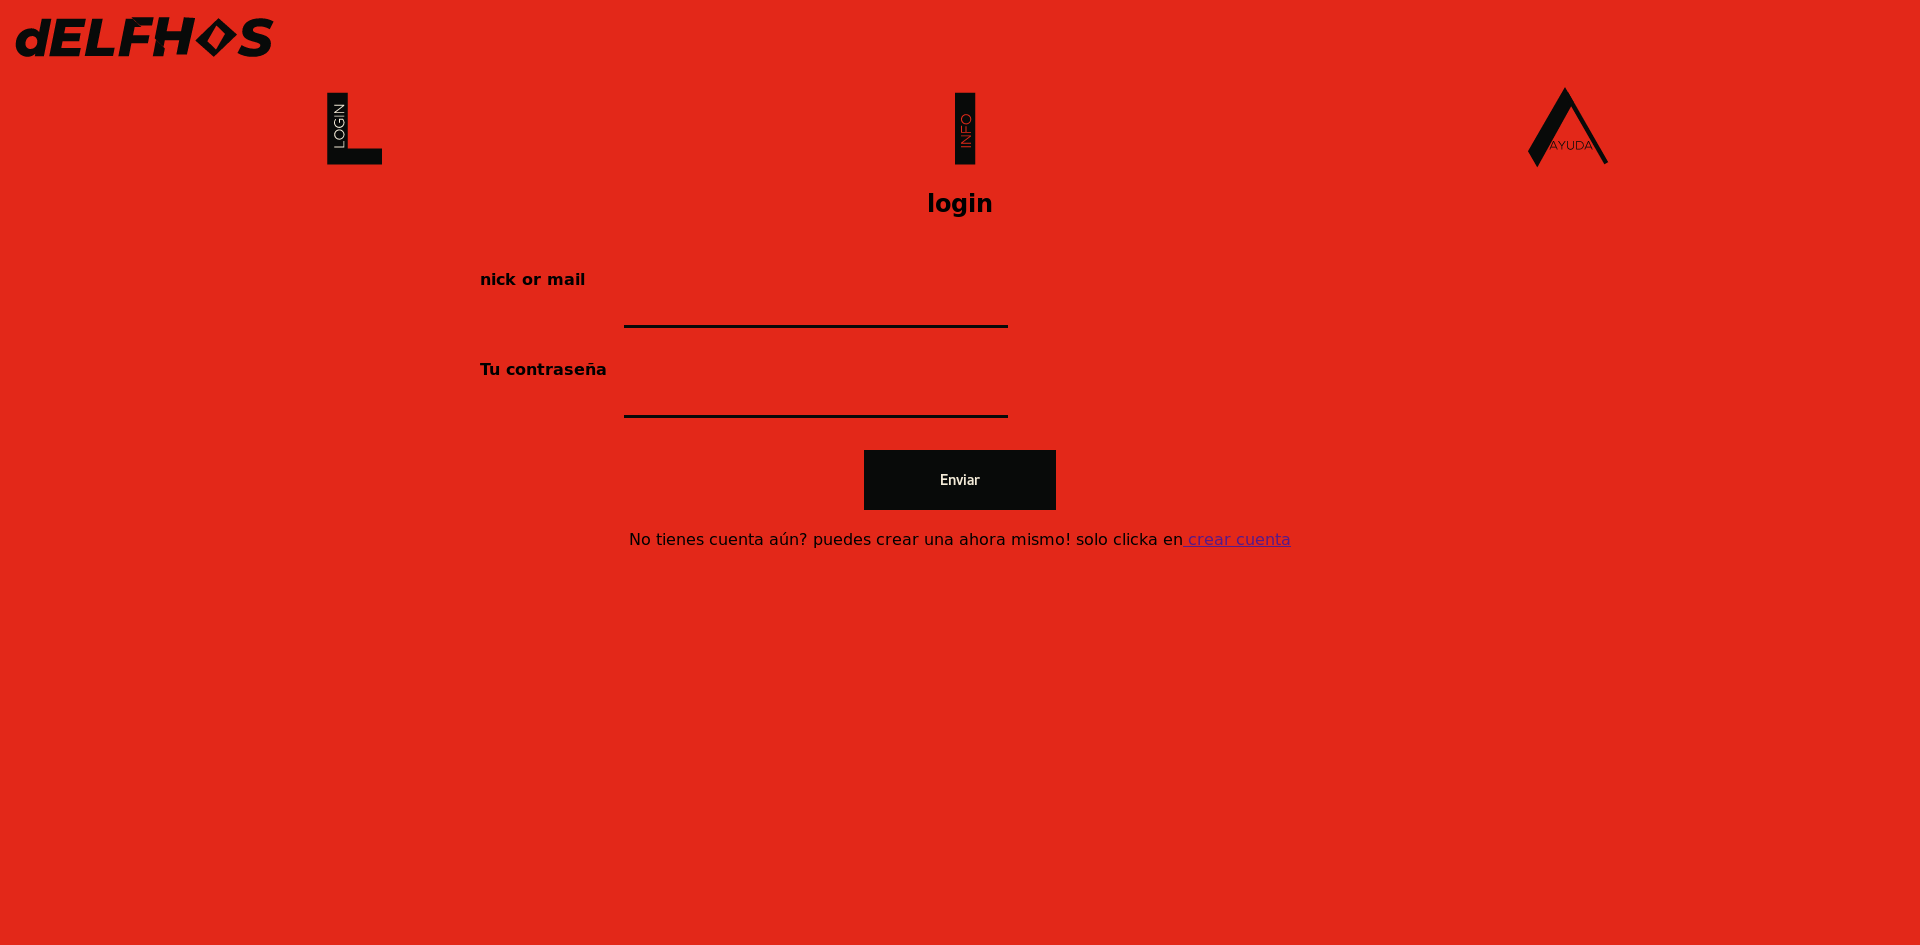 dELFHOS
LOGIN
INFO
AYUDA
login
nick or mail
Tu contraseña
Enviar
No tienes cuenta aún? puedes crear una ahora mismo! solo clicka en crear cuenta